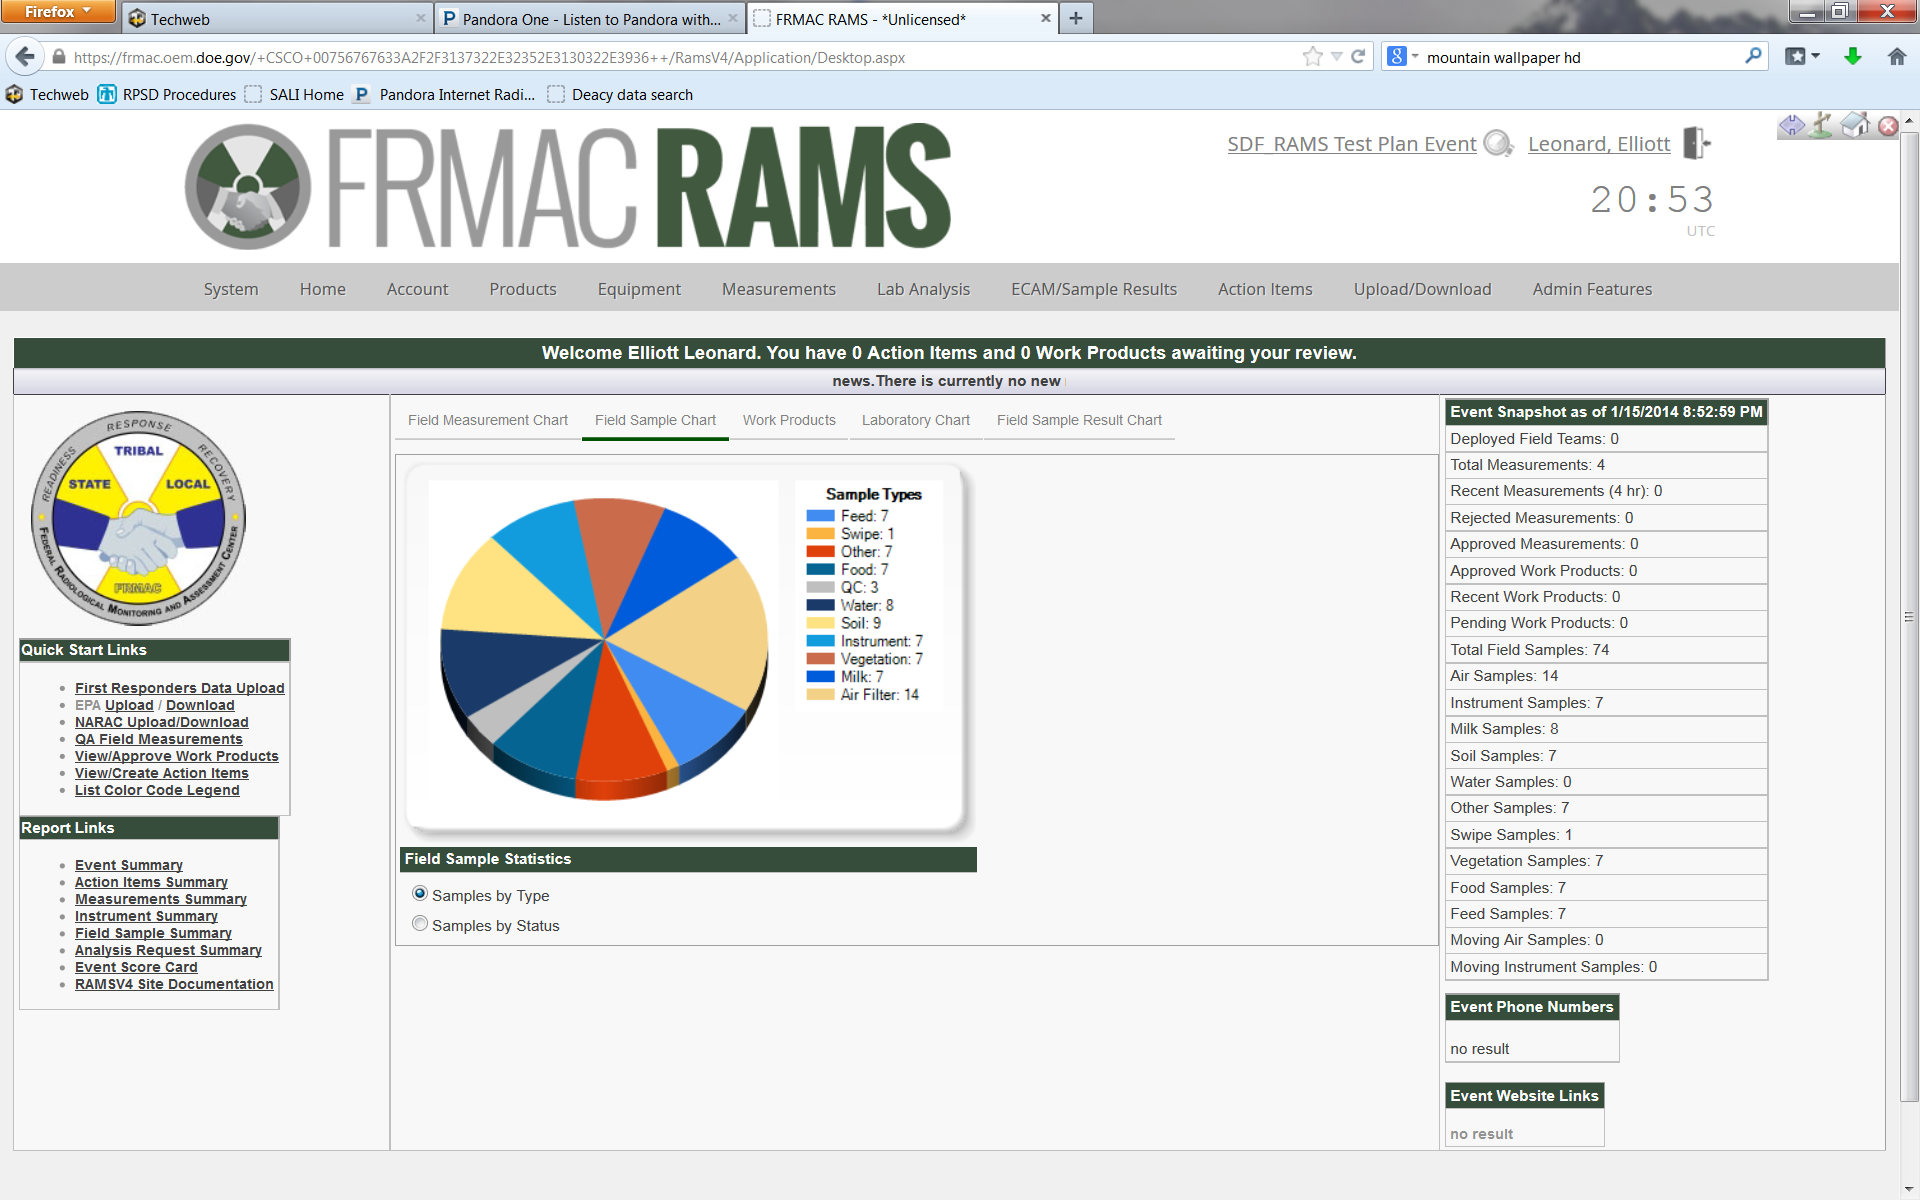 Firefox
Techweb
Pandora One - Listen to Pandora with...
FRMAC RAMS - *Unlicensed*
https://frmac.oem.doe.gov/+CSCO+00756767633A2F2F3137322E32352E3130322E3936++/RamsV4/Application/Desktop.aspx
mountain wallpaper hd
Techweb
RPSD Procedures
SALI Home
Pandora Internet Radi...
Deacy data search
FRMAC RAMS
SDF_RAMS Test Plan Event
Leonard, Elliott
20:53
UTC
System
Home
Account
Products
Equipment
Measurements
Lab Analysis
ECAM/Sample Results
Action Items
Upload/Download
Admin Features
Welcome Elliott Leonard. You have 0 Action Items and 0 Work Products awaiting your review.
news.There is currently no new
READINESS RESPONSE RECOVERY
TRIBAL
STATE
LOCAL
FRMAC
FEDERAL RADIOLOGICAL MONITORING AND ASSESSMENT CENTER
Quick Start Links
First Responders Data Upload
EPA Upload / Download
NARAC Upload/Download
QA Field Measurements
View/Approve Work Products
View/Create Action Items
List Color Code Legend
Report Links
Event Summary
Action Items Summary
Measurements Summary
Instrument Summary
Field Sample Summary
Analysis Request Summary
Event Score Card
RAMSV4 Site Documentation
Field Measurement Chart
Field Sample Chart
Work Products
Laboratory Chart
Field Sample Result Chart
Sample Types
Feed: 7
Swipe: 1
Other: 7
Food: 7
QC: 3
Water: 8
Soil: 9
Instrument: 7
Vegetation: 7
Milk: 7
Air Filter: 14
Field Sample Statistics
Samples by Type
Samples by Status
Event Snapshot as of 1/15/2014 8:52:59 PM
Deployed Field Teams: 0
Total Measurements: 4
Recent Measurements (4 hr): 0
Rejected Measurements: 0
Approved Measurements: 0
Approved Work Products: 0
Recent Work Products: 0
Pending Work Products: 0
Total Field Samples: 74
Air Samples: 14
Instrument Samples: 7
Milk Samples: 8
Soil Samples: 7
Water Samples: 0
Other Samples: 7
Swipe Samples: 1
Vegetation Samples: 7
Food Samples: 7
Feed Samples: 7
Moving Air Samples: 0
Moving Instrument Samples: 0
Event Phone Numbers
no result
Event Website Links
no result